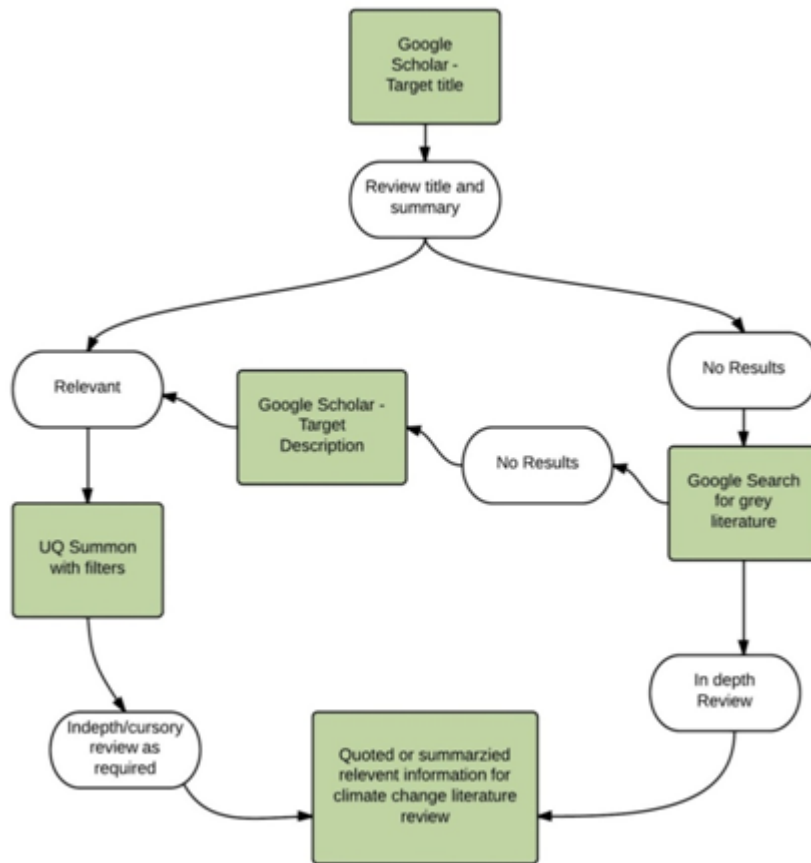 Google
Scholar -
Target title
Review title and
summary
Relevant
Google Scholar -
Target
Description
No Results
No Results
Google Search
for grey
literature
UQ Summon
with filters
In depth
Review
Indepth/cursory
review as
required
Quoted or summarzied
relevent information for
climate change literature
review